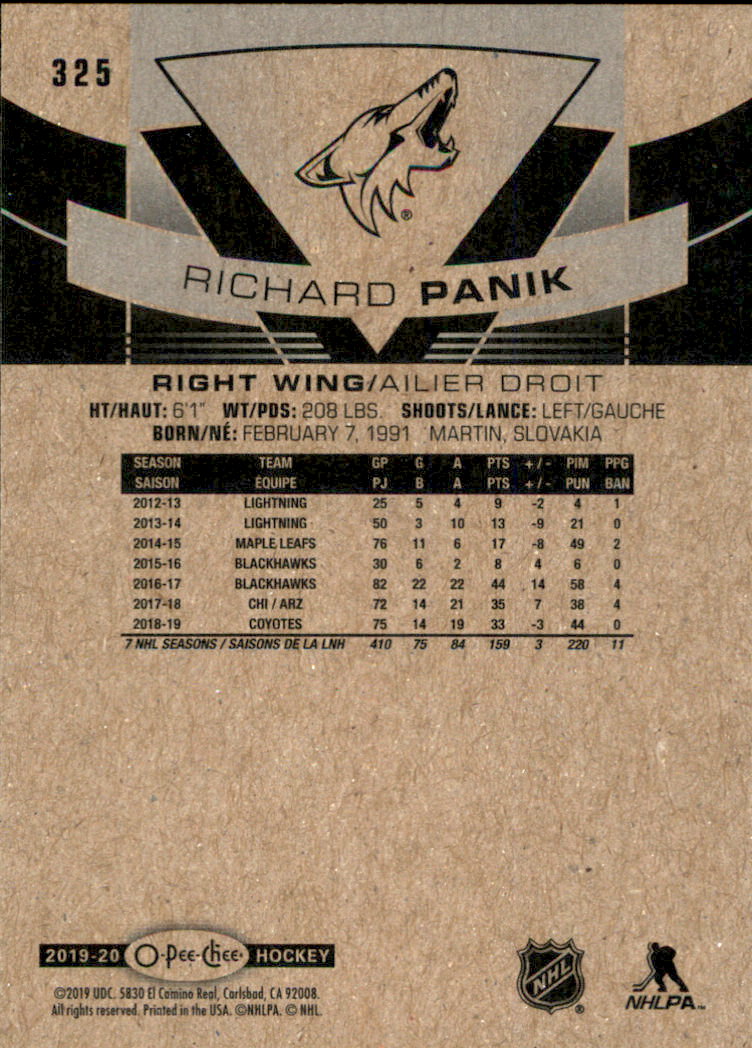 325
®
RICHARD PANIK
RIGHT WING/AILIER DROIT
HT/HAUT: 6'1" WT/PDS: 208 LBS. SHOOTS/LANCE: LEFT/GAUCHE
BORN/NÉ: FEBRUARY 7, 1991 MARTIN, SLOVAKIA
SEASON TEAM GP G A PTS +/- PIM PPG
SAISON ÉQUIPE PJ B A PTS +/- PUN BAN
2012-13 LIGHTNING 25 5 4 9 -2 4 1
2013-14 LIGHTNING 50 3 10 13 -9 21 0
2014-15 MAPLE LEAFS 76 11 6 17 -8 49 2
2015-16 BLACKHAWKS 30 6 2 8 4 6 0
2016-17 BLACKHAWKS 82 22 22 44 14 58 4
2017-18 CHI / ARZ 72 14 21 35 7 38 4
2018-19 COYOTES 75 14 19 33 -3 44 0
7 NHL SEASONS / SAISONS DE LA LNH 410 75 84 159 3 220 11
2019-20 O-Pee-Chee HOCKEY
NHL ®
NHLPA™
©2019 UDC. 5830 El Camino Real, Carlsbad, CA 92008.
All rights reserved. Printed in the USA. ©NHLPA. © NHL.